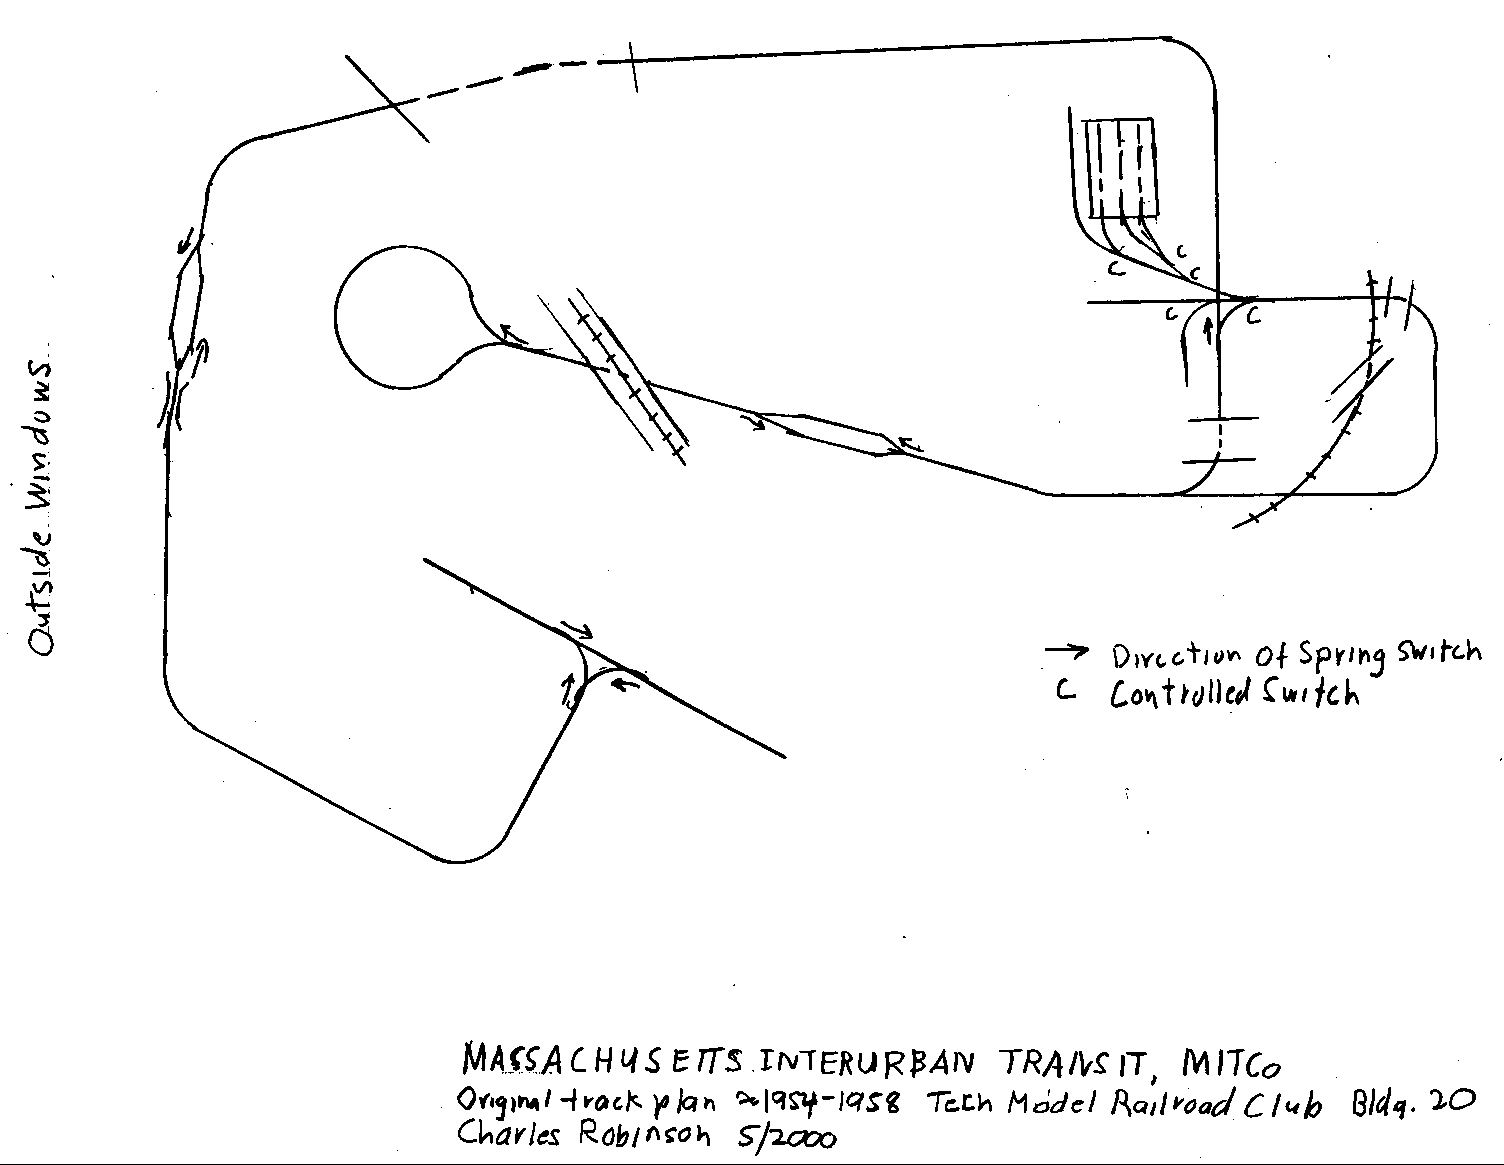 C
C
C
C
C
Outside Windows
→ Direction Of Spring Switch
C Controlled Switch
MASSACHUSETTS INTERURBAN TRANSIT, MITCo
Original track plan ≈1954-1958 Tech Model Railroad Club Bldg. 20
Charles Robinson 5/2000